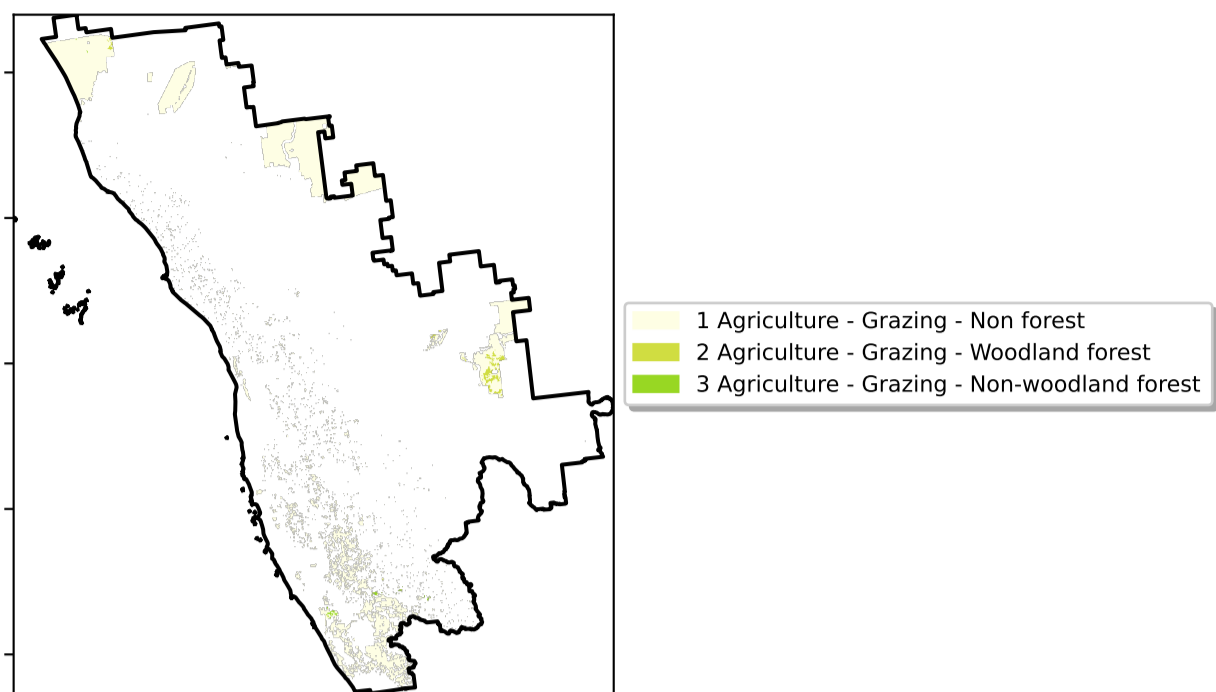 1 Agriculture - Grazing - Non forest
2 Agriculture - Grazing - Woodland forest
3 Agriculture - Grazing - Non-woodland forest